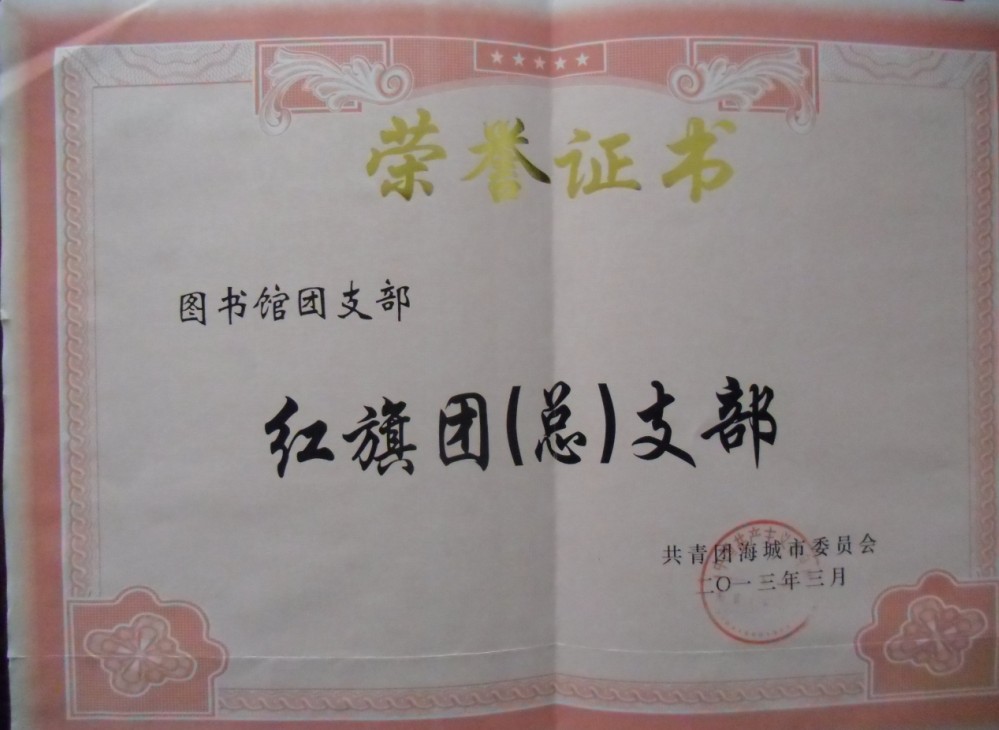 荣誉证书
图书馆团支部
红旗团(总)支部
共青团海城市委员会
二〇一三年三月